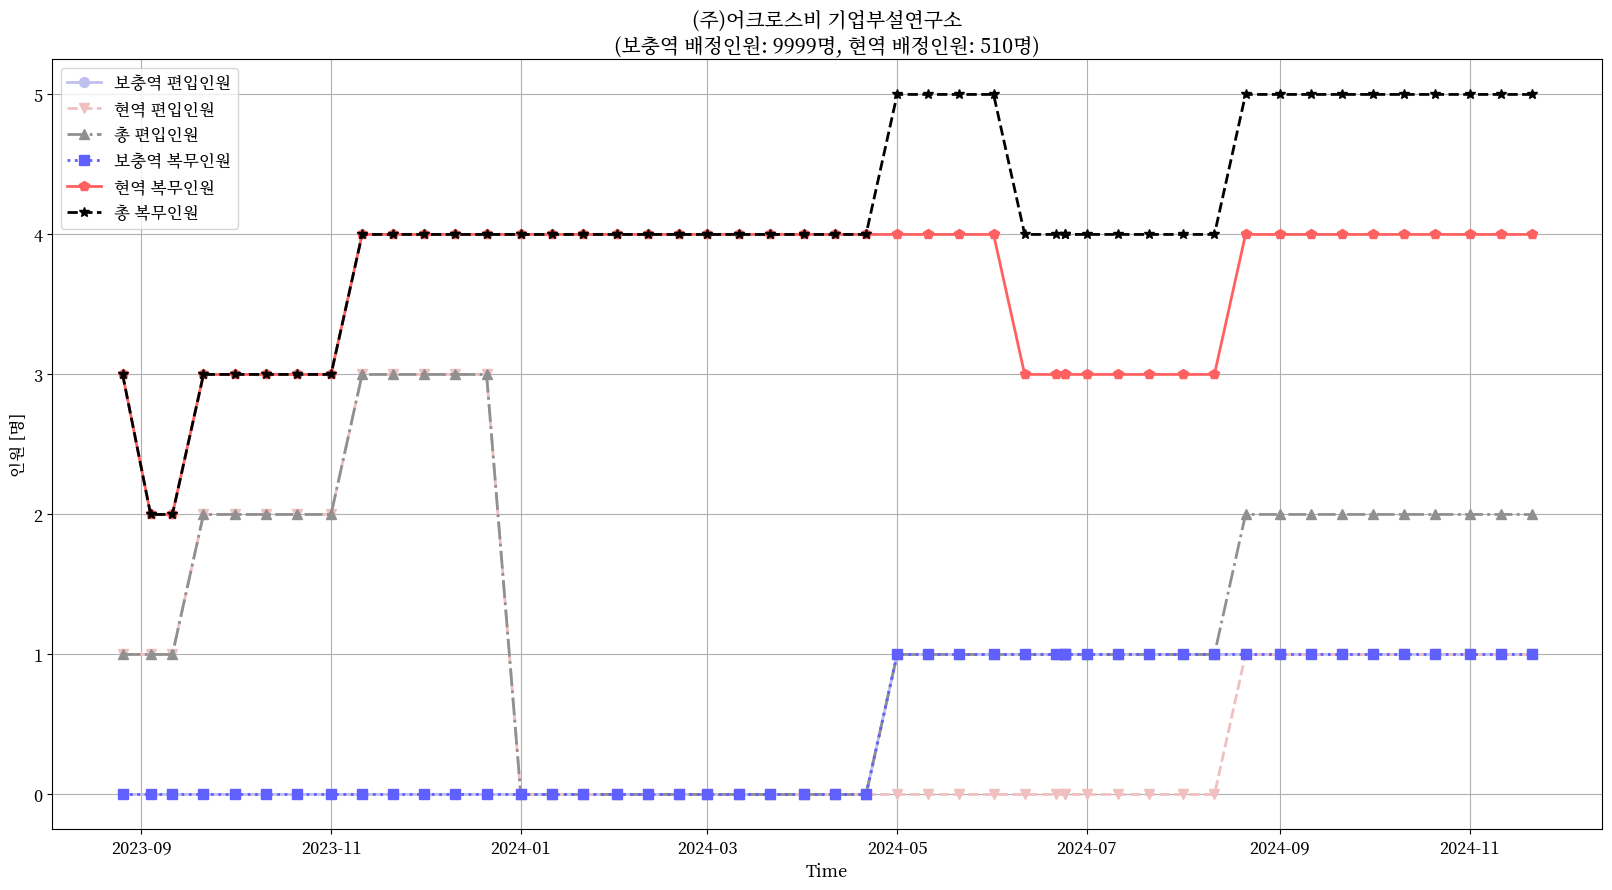 (주)어크로스비 기업부설연구소
(보충역 배정인원: 9999명, 현역 배정인원: 510명)
보충역 편입인원
현역 편입인원
총 편입인원
보충역 복무인원
현역 복무인원
총 복무인원
5
4
3
2
1
0
인원 [명]
2023-09
2023-11
2024-01
2024-03
2024-05
2024-07
2024-09
2024-11
Time